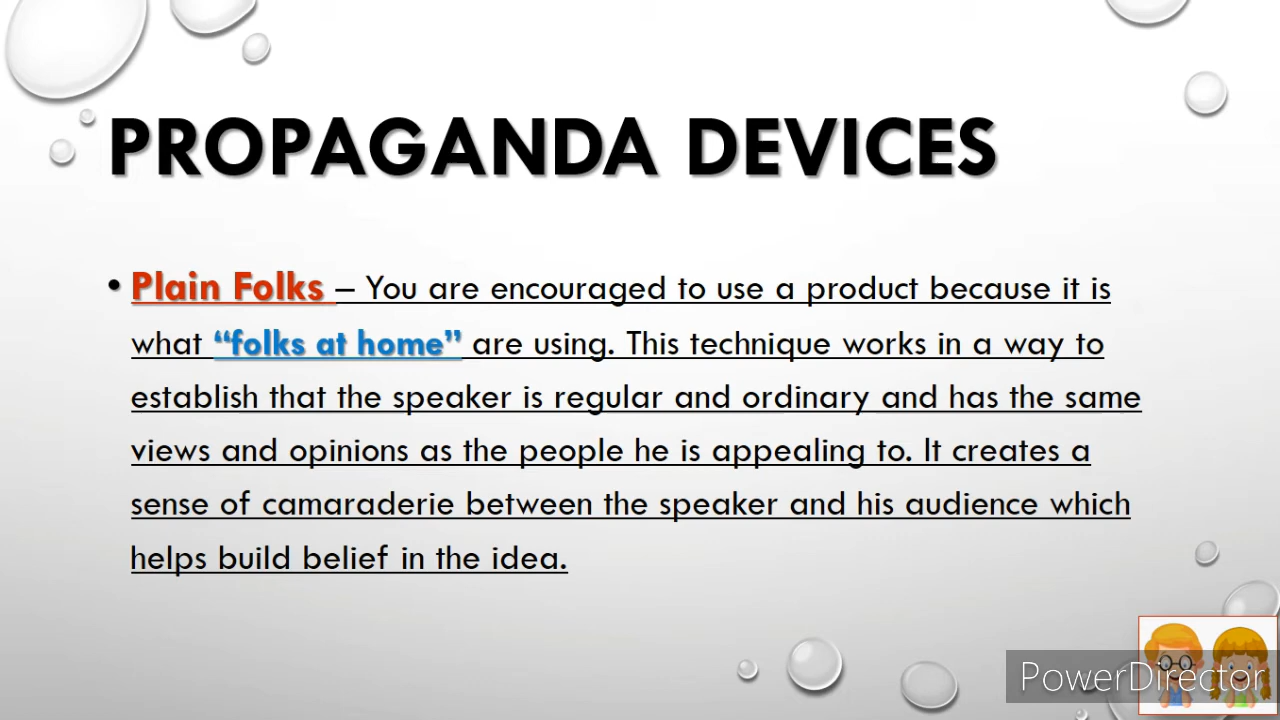 PROPAGANDA DEVICES
• Plain Folks – You are encouraged to use a product because it is
what “folks at home” are using. This technique works in a way to
establish that the speaker is regular and ordinary and has the same
views and opinions as the people he is appealing to. It creates a
sense of camaraderie between the speaker and his audience which
helps build belief in the idea.
PowerDirector